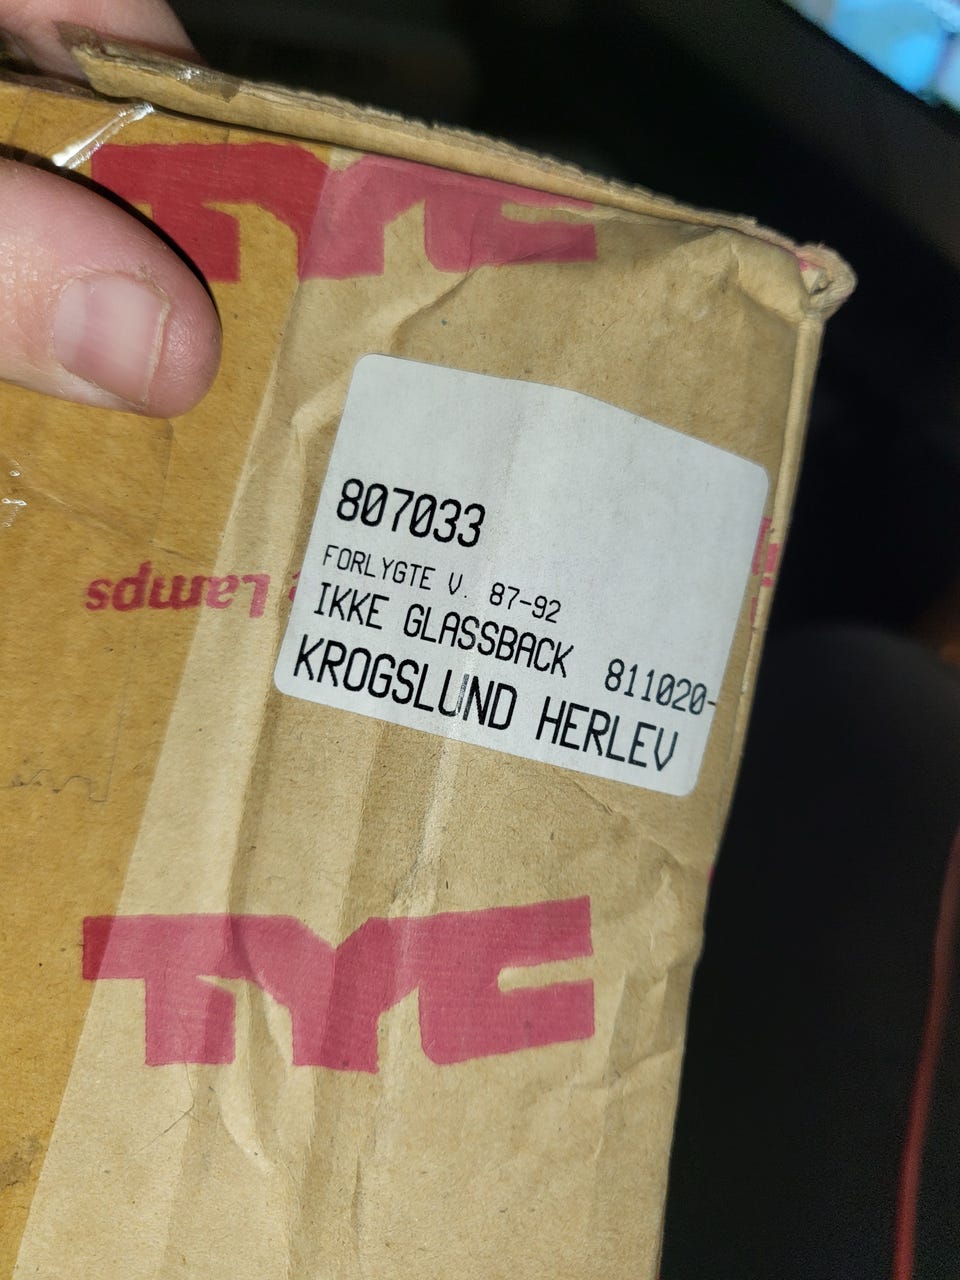 TYC
807033
FORLYGTE V. 87-92
IKKE GLASSBACK 811020-
KROGSLUND HERLEV
Lamps
TYC